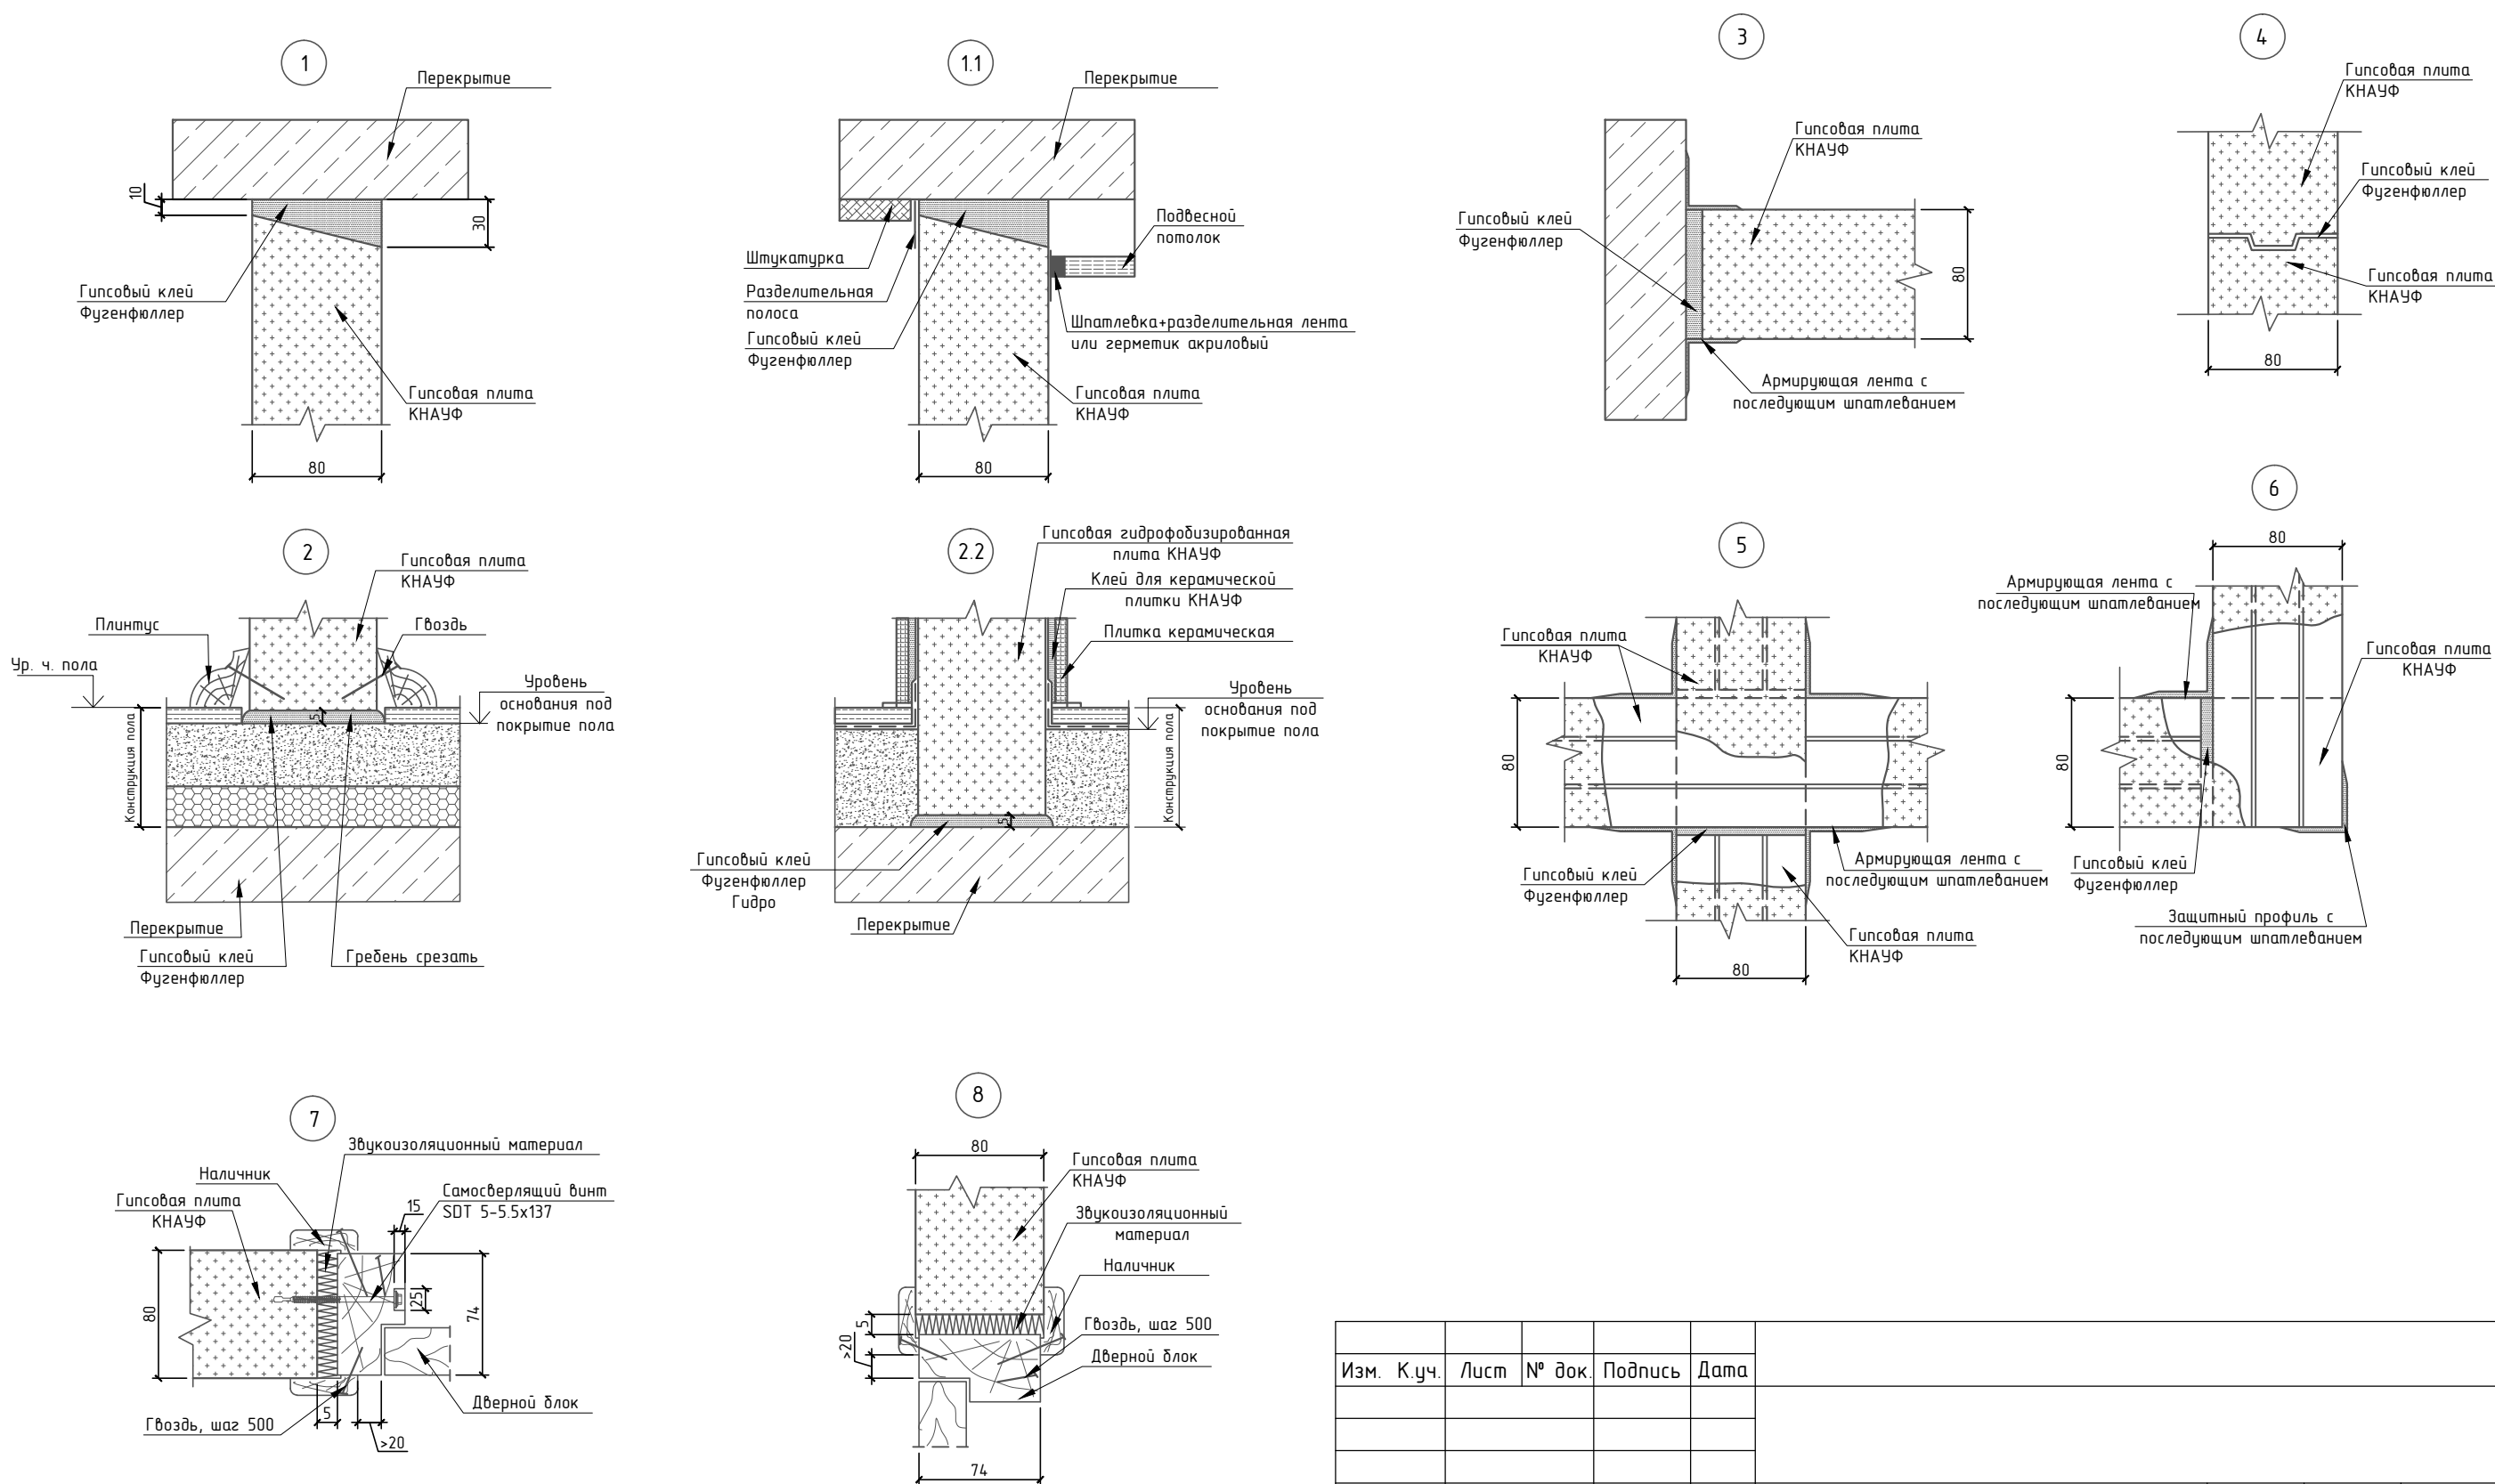 1
Перекрытие
10
30
Гипсовый клей
Фугенфюллер
Гипсовая плита
КНАУФ
80
1.1
Перекрытие
Штукатурка
Разделительная
полоса
Гипсовый клей
Фугенфюллер
Подвесной
потолок
Шпатлевка+разделительная лента
или герметик акриловый
Гипсовая плита
КНАУФ
80
3
Гипсовая плита
КНАУФ
Гипсовый клей
Фугенфюллер
80
Армирующая лента с
последующим шпатлеванием
4
Гипсовая плита
КНАУФ
Гипсовый клей
Фугенфюллер
Гипсовая плита
КНАУФ
80
2
Гипсовая плита
КНАУФ
Плинтус
Гвоздь
Ур. ч. пола
Уровень
основания под
покрытие пола
5
Конструкция пола
Перекрытие
Гипсовый клей
Фугенфюллер
Гребень срезать
2.2
Гипсовая гидрофобизированная
плита КНАУФ
Клей для керамической
плитки КНАУФ
Плитка керамическая
Уровень
основания под
покрытие пола
Конструкция пола
5
Гипсовый клей
Фугенфюллер
Гидро
Перекрытие
5
Гипсовая плита
КНАУФ
80
Гипсовый клей
Фугенфюллер
Армирующая лента с
последующим шпатлеванием
Гипсовая плита
КНАУФ
80
6
80
Армирующая лента с
последующим шпатлеванием
Гипсовая плита
КНАУФ
80
Гипсовый клей
Фугенфюллер
Защитный профиль с
последующим шпатлеванием
7
Звукоизоляционный материал
Наличник
Гипсовая плита
КНАУФ
Самосверлящий винт
SDT 5-5.5x137
15
25
80
74
5
>20
Гвоздь, шаг 500
Дверной блок
8
80
Гипсовая плита
КНАУФ
Звукоизоляционный
материал
Наличник
Гвоздь, шаг 500
Дверной блок
5
>20
74
Изм. К.уч. Лист № док. Подпись Дата